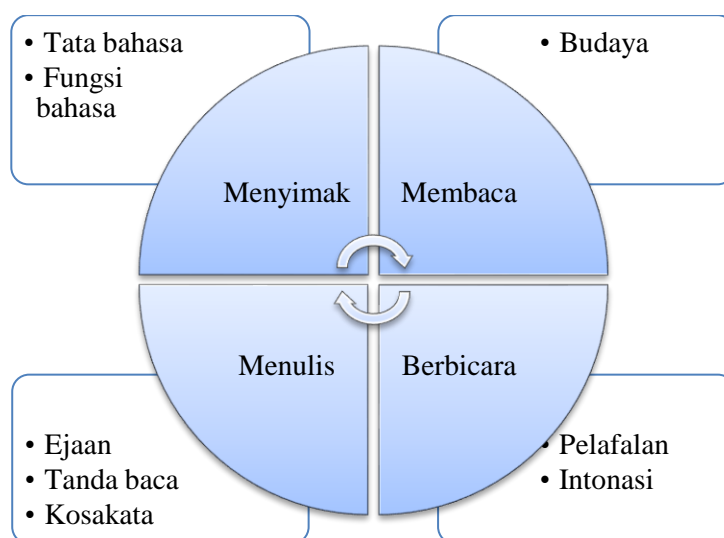 • Tata bahasa
• Fungsi
bahasa
• Budaya
Menyimak
Membaca
Menulis
Berbicara
• Ejaan
• Tanda baca
• Kosakata
• Pelafalan
• Intonasi